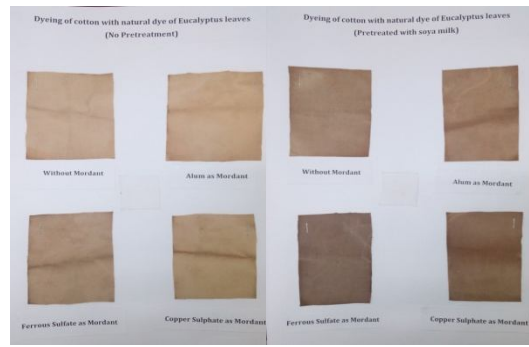 Dyeing of cotton with natural dye of Eucalyptus leaves
(No Pretreatment)
Without Mordant
Alum as Mordant
Ferrous Sulfate as Mordant
Copper Sulphate as Mordant
Dyeing of cotton with natural dye of Eucalyptus leaves
(Pretreated with soya milk)
Without Mordant
Alum as Mordant
Ferrous Sulfate as Mordant
Copper Sulphate as Mordant